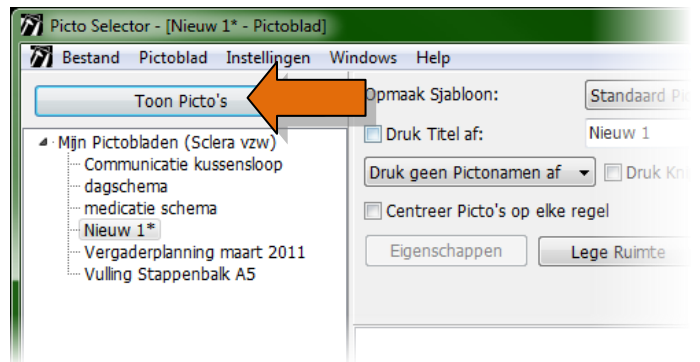 Picto Selector - [Nieuw 1* - Pictoblad]
Bestand Pictoblad Instellingen Windows Help
Toon Picto's
Mijn Pictobladen (Sclera vzw)
Communicatie kussensloop
dagschema
medicatie schema
Nieuw 1*
Vergaderplanning maart 2011
Vulling Stappenbalk A5
Opmaak Sjabloon: Standaard
Druk Titel af: Nieuw 1
Druk geen Pictonamen af Druk
Centreer Picto's op elke regel
Eigenschappen Lege Ruimte